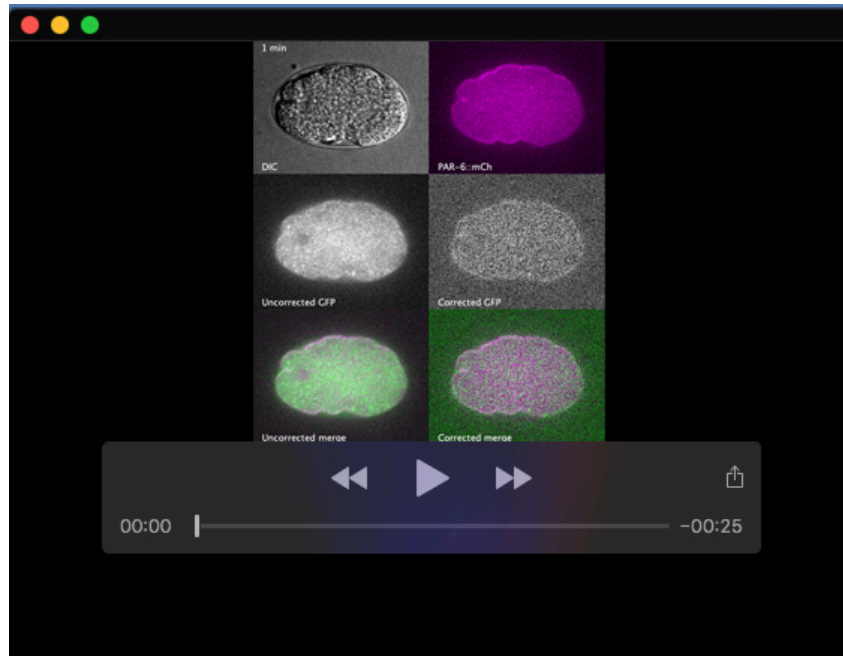 1 min
DIC
PAR-6::mCh
Uncorrected GFP
Corrected GFP
Uncorrected merge
Corrected merge
00:00
-00:25